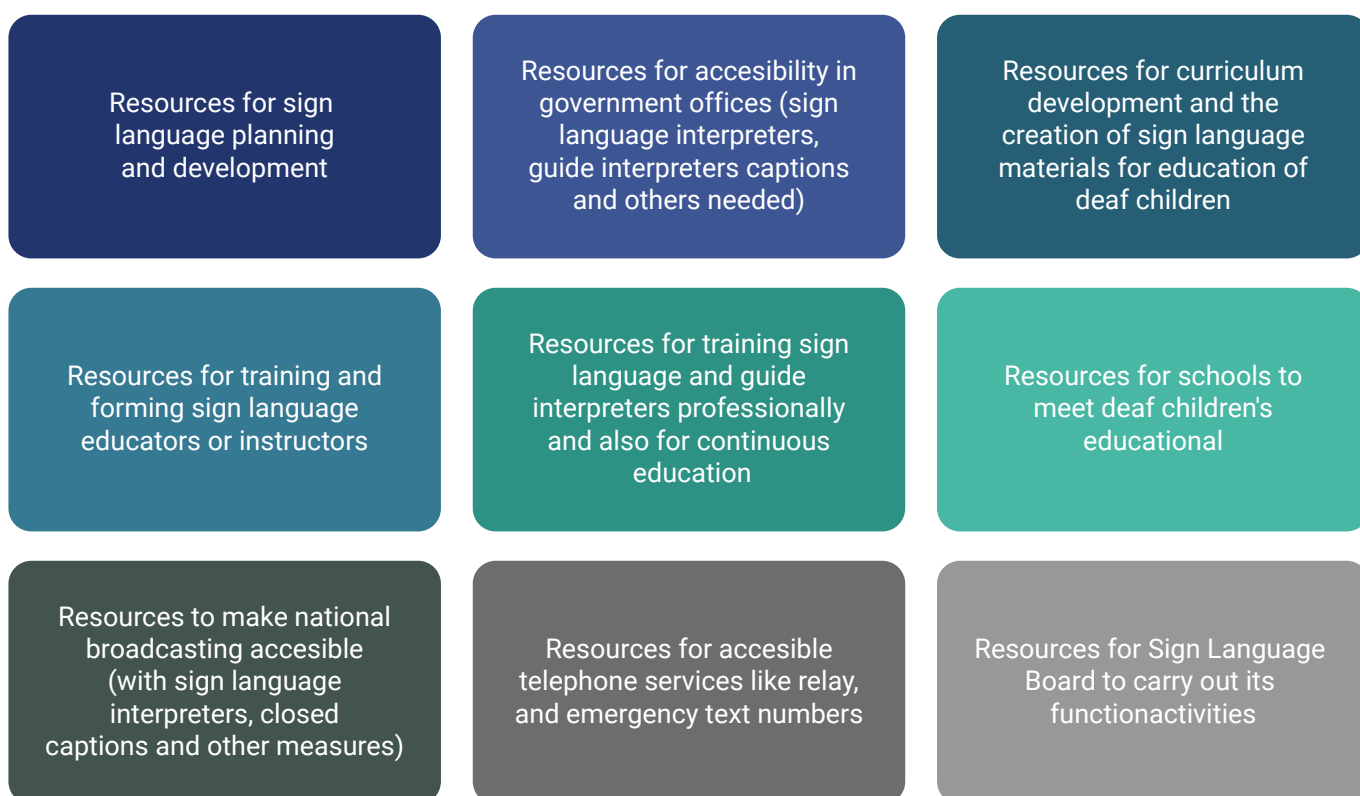 Resources for sign
language planning
and development
Resources for accesibility in
government offices (sign
language interpreters,
guide interpreters captions
and others needed)
Resources for curriculum
development and the
creation of sign language
materials for education of
deaf children
Resources for training and
forming sign language
educators or instructors
Resources for training sign
language and guide
interpreters professionally
and also for continuous
education
Resources for schools to
meet deaf children's
educational
Resources to make national
broadcasting accesible
(with sign language
interpreters, closed
captions and other measures)
Resources for accesible
telephone services like relay,
and emergency text numbers
Resources for Sign Language
Board to carry out its
functionactivities